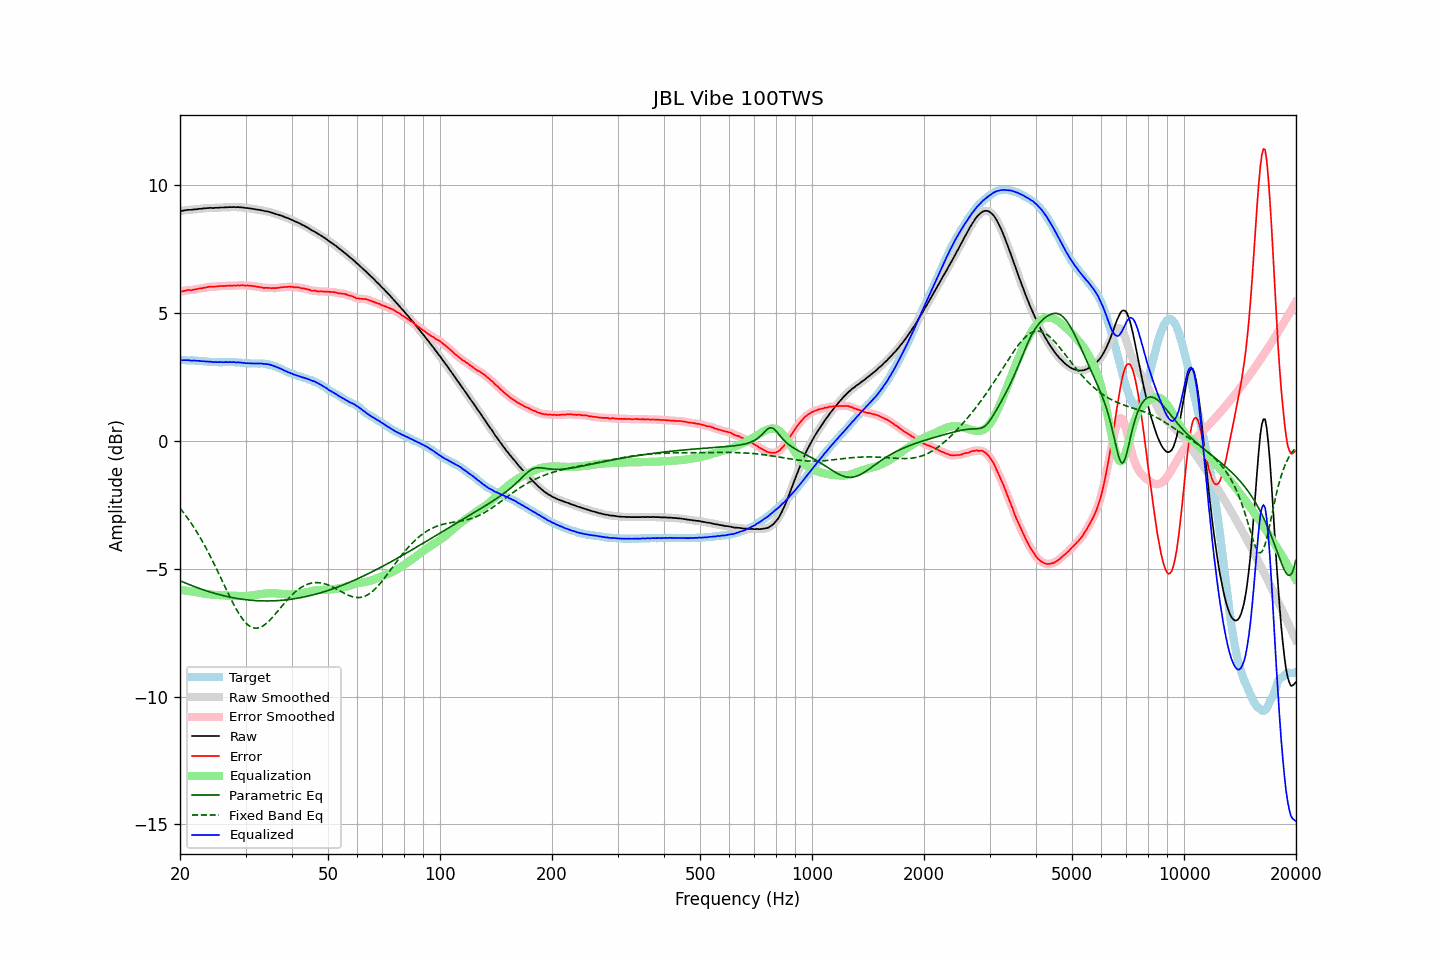 JBL Vibe 100TWS
Amplitude (dBr)
10
5
0
−5
−10
−15
Target
Raw Smoothed
Error Smoothed
Raw
Error
Equalization
Parametric Eq
Fixed Band Eq
Equalized
20 50 100 200 500 1000 2000 5000 10000 20000
Frequency (Hz)